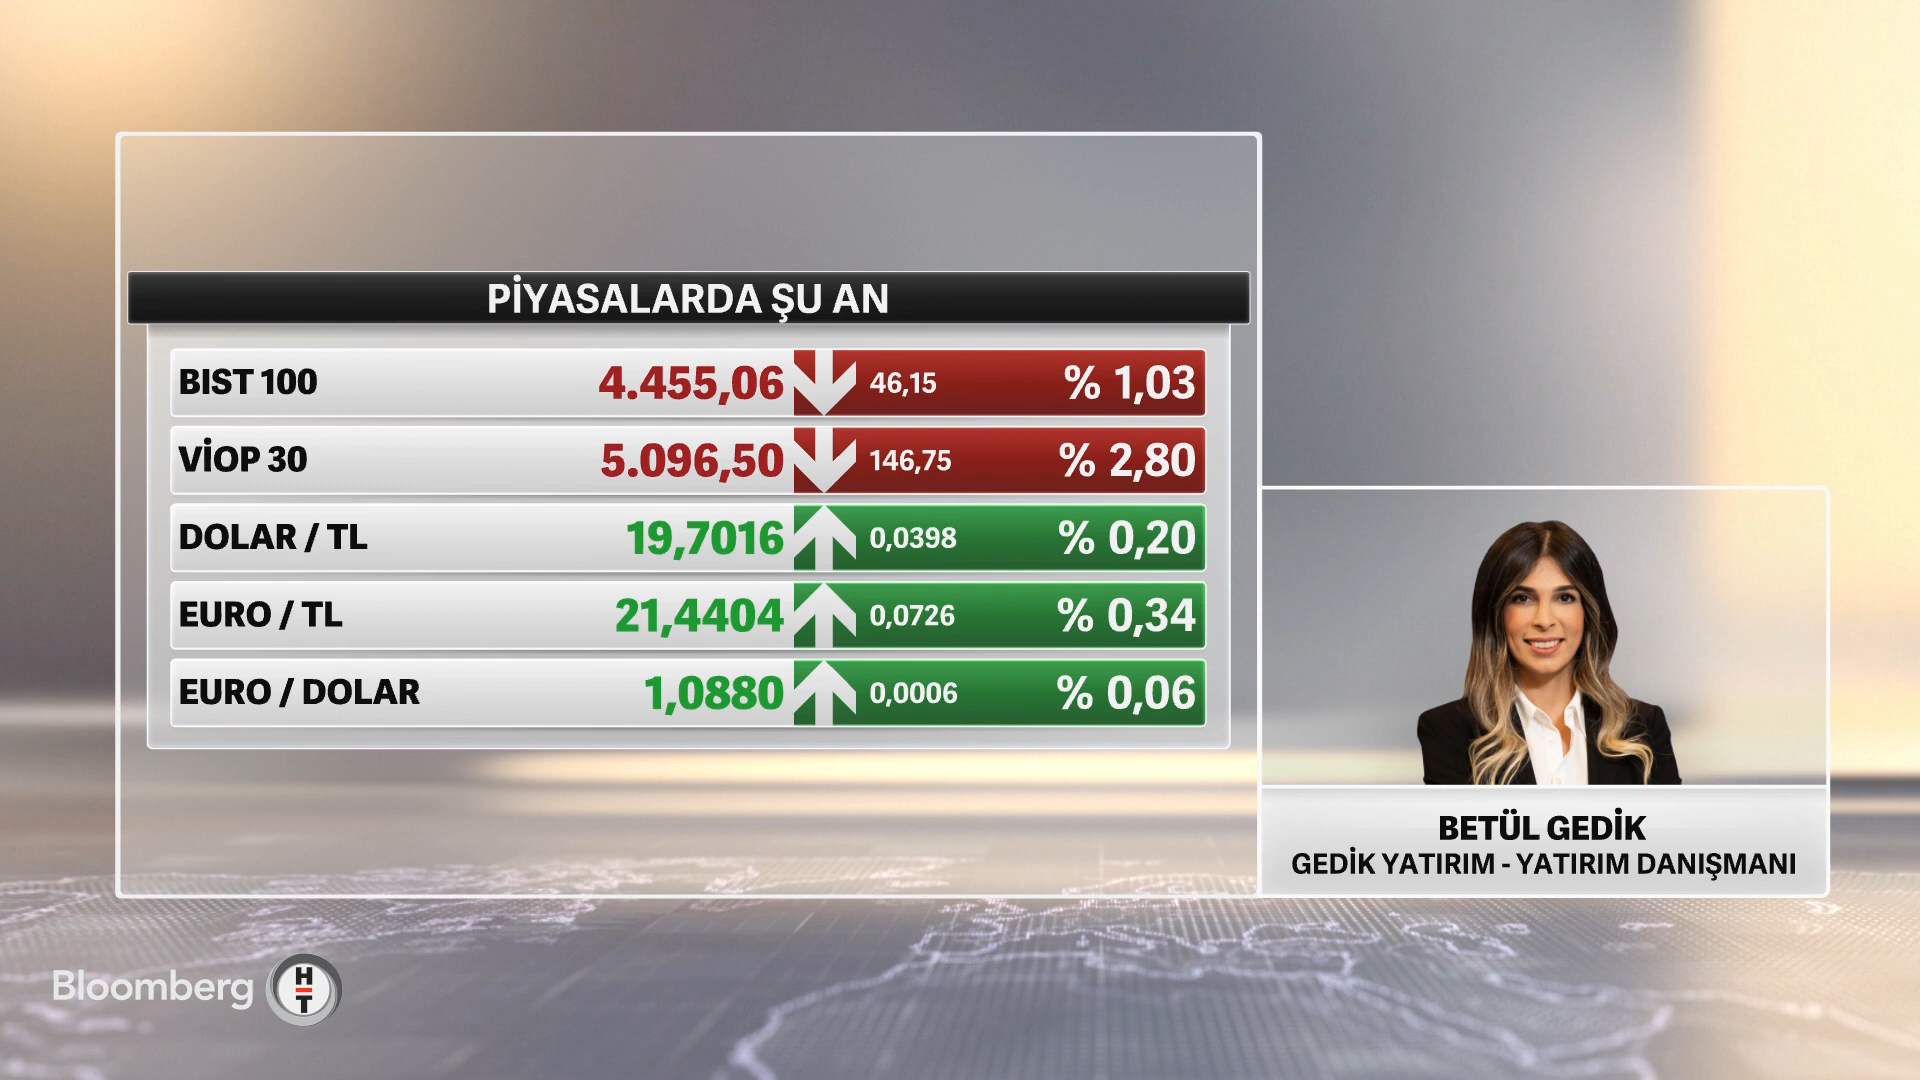 PİYASALARDA ŞU AN
BIST 100 4.455,06 46,15 % 1,03
VİOP 30 5.096,50 146,75 % 2,80
DOLAR / TL 19,7016 0,0398 % 0,20
EURO / TL 21,4404 0,0726 % 0,34
EURO / DOLAR 1,0880 0,0006 % 0,06
BETÜL GEDİK
GEDİK YATIRIM - YATIRIM DANIŞMANI
Bloomberg HT